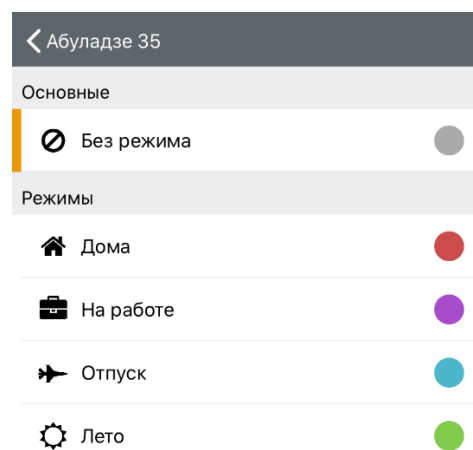 Абуладзе 35
Основные
Без режима
Режимы
Дома
На работе
Отпуск
Лето